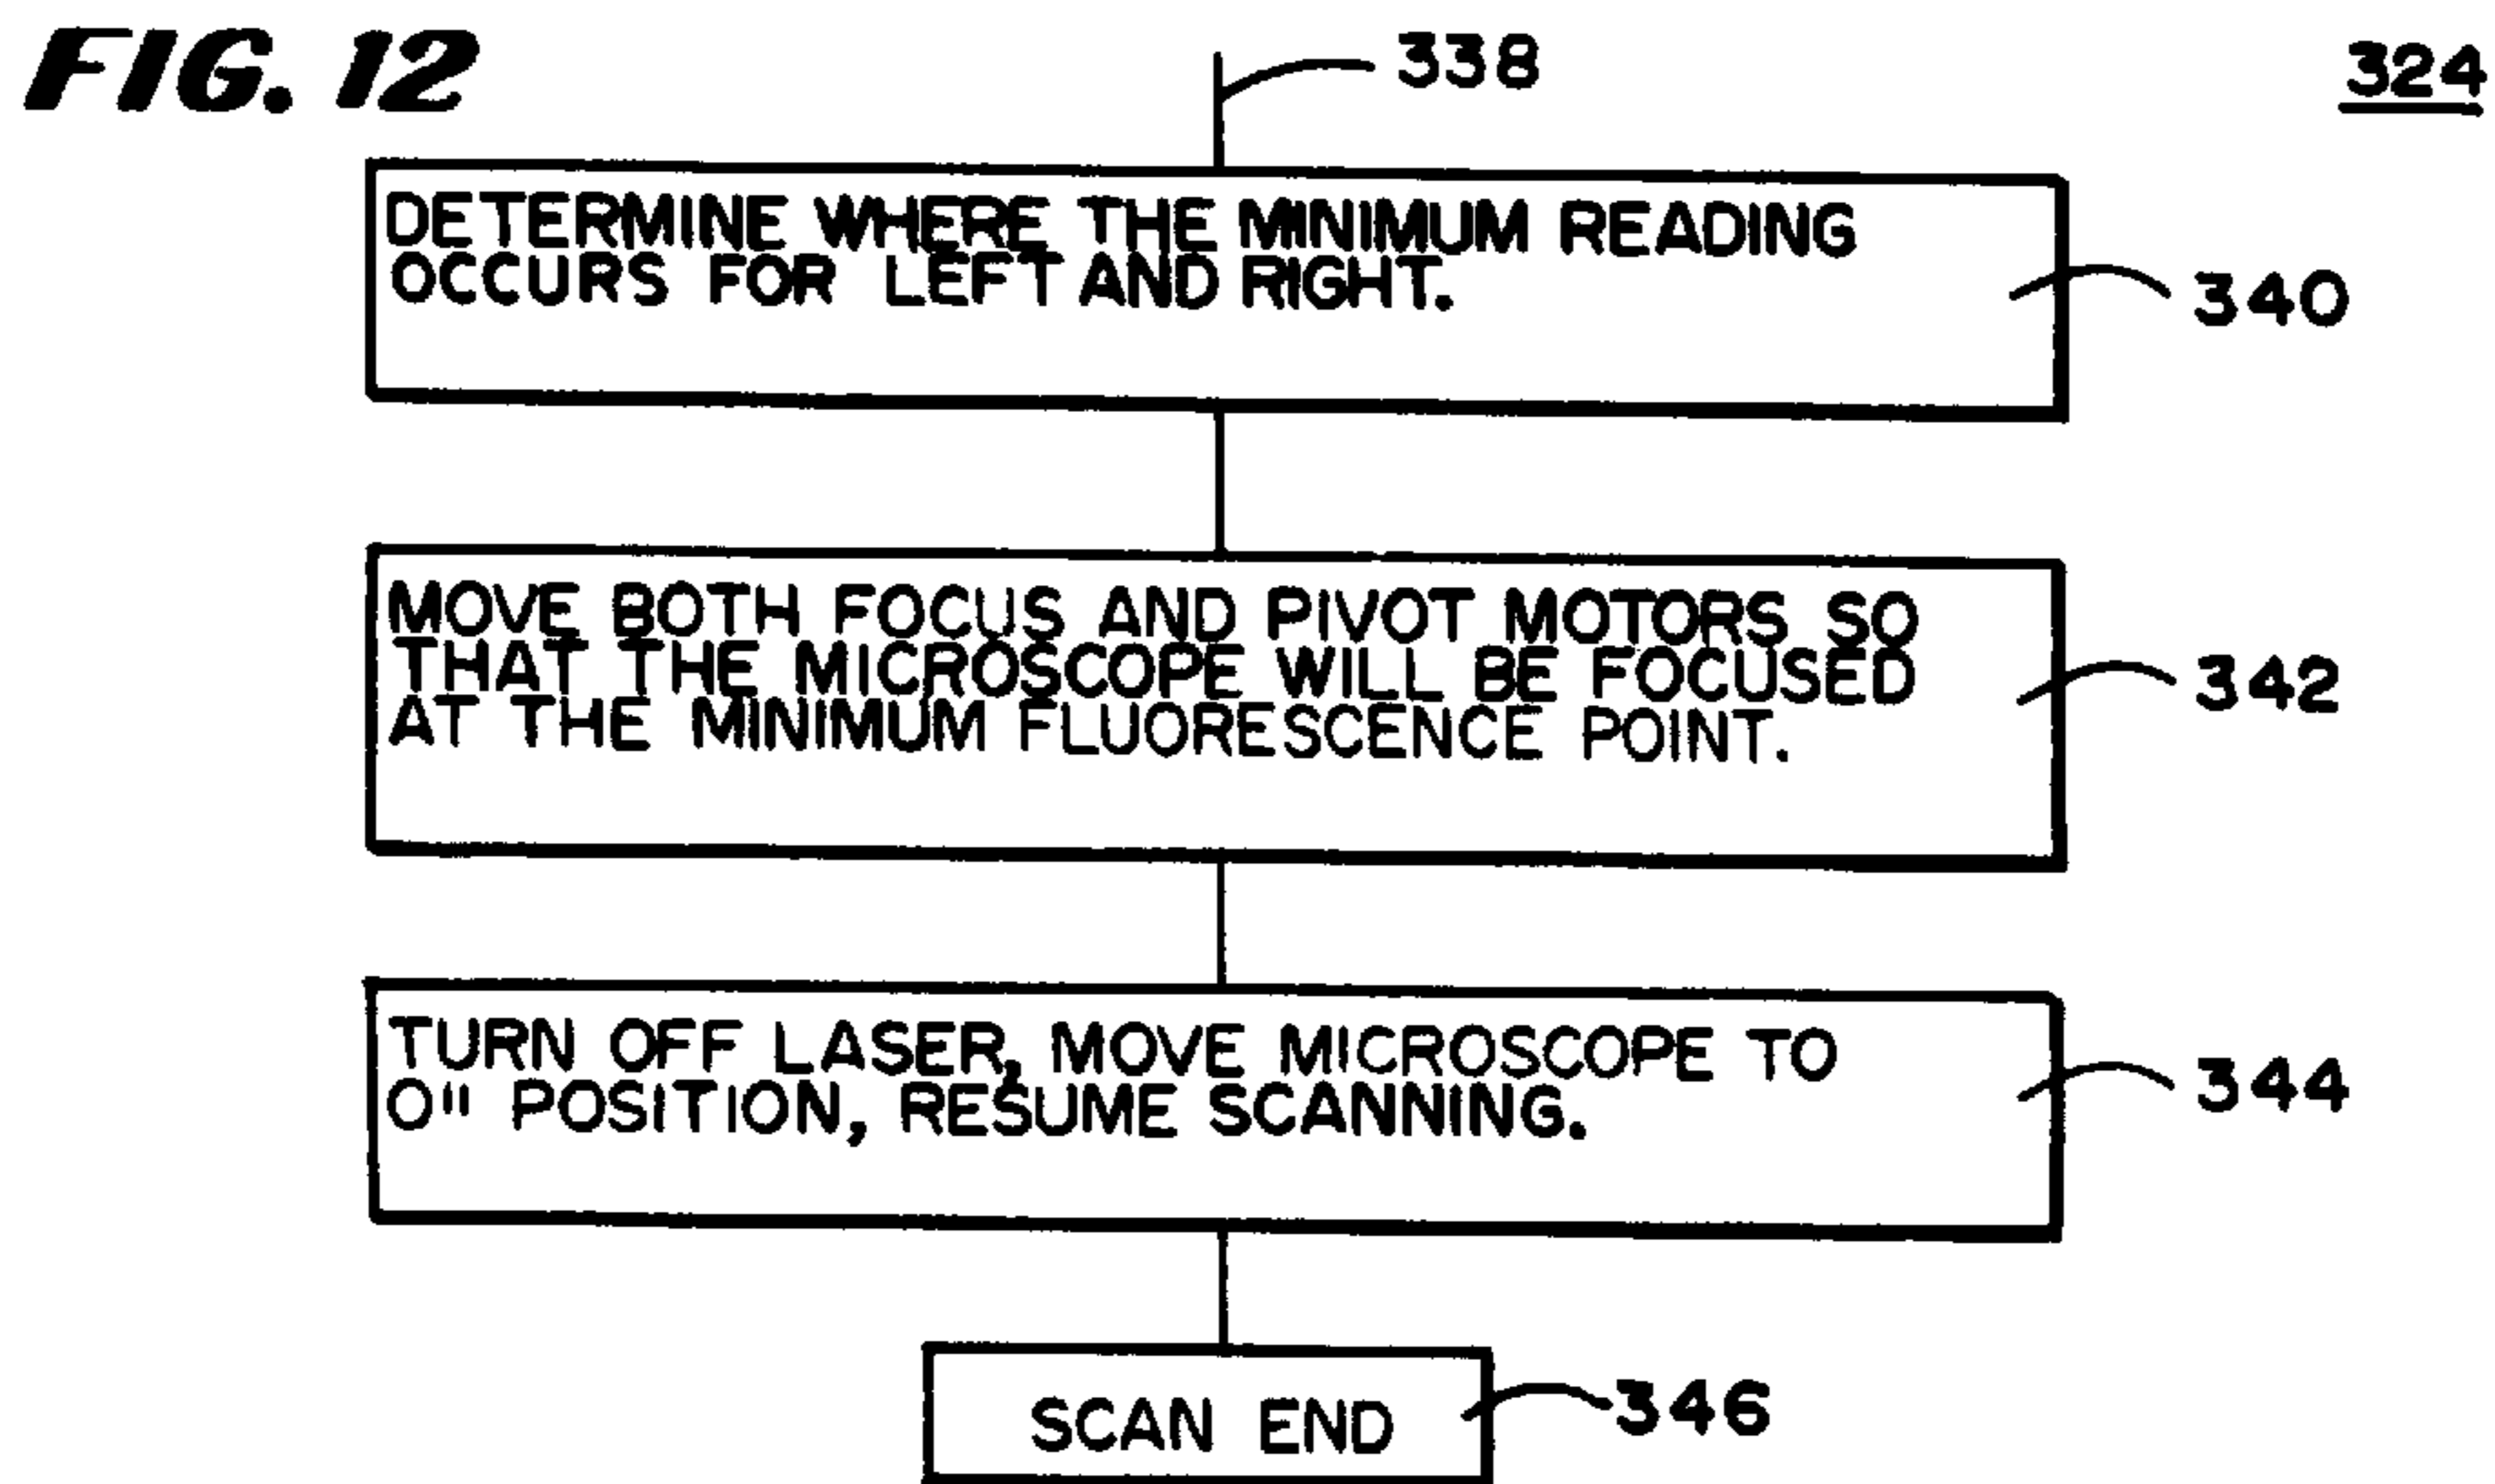 FIG. 12
338
324
DETERMINE WHERE THE MINIMUM READING
OCCURS FOR LEFT AND RIGHT.
340
MOVE BOTH FOCUS AND PIVOT MOTORS SO
THAT THE MICROSCOPE WILL BE FOCUSED
AT THE MINIMUM FLUORESCENCE POINT.
342
TURN OFF LASER, MOVE MICROSCOPE TO
0" POSITION, RESUME SCANNING.
344
SCAN END
346